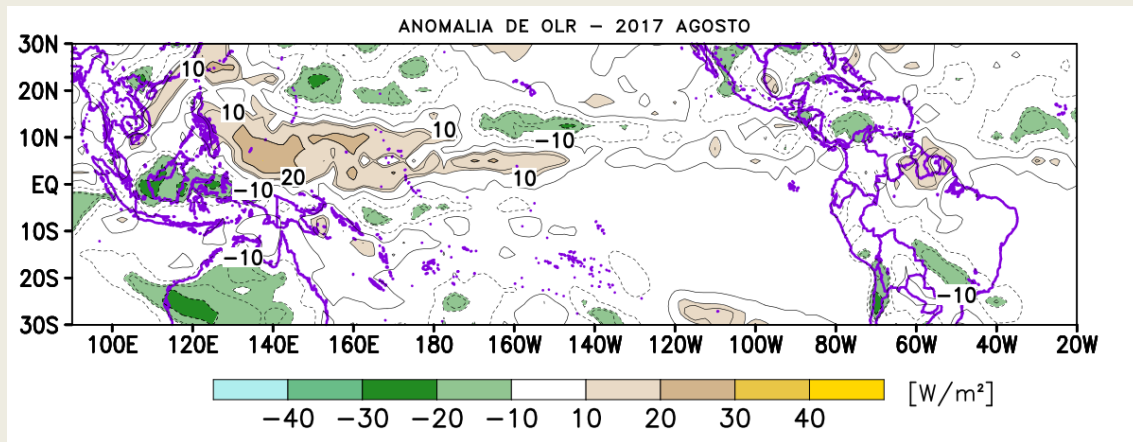 ANOMALIA DE OLR – 2017 AGOSTO
30N
20N
10N
EQ
10S
20S
30S
10
10
10
–10
20
–10
10
–10
–10
100E 120E 140E 160E 180 160W 140W 120W 100W 80W 60W 40W 20W
–40 –30 –20 –10 10 20 30 40 [W/m²]